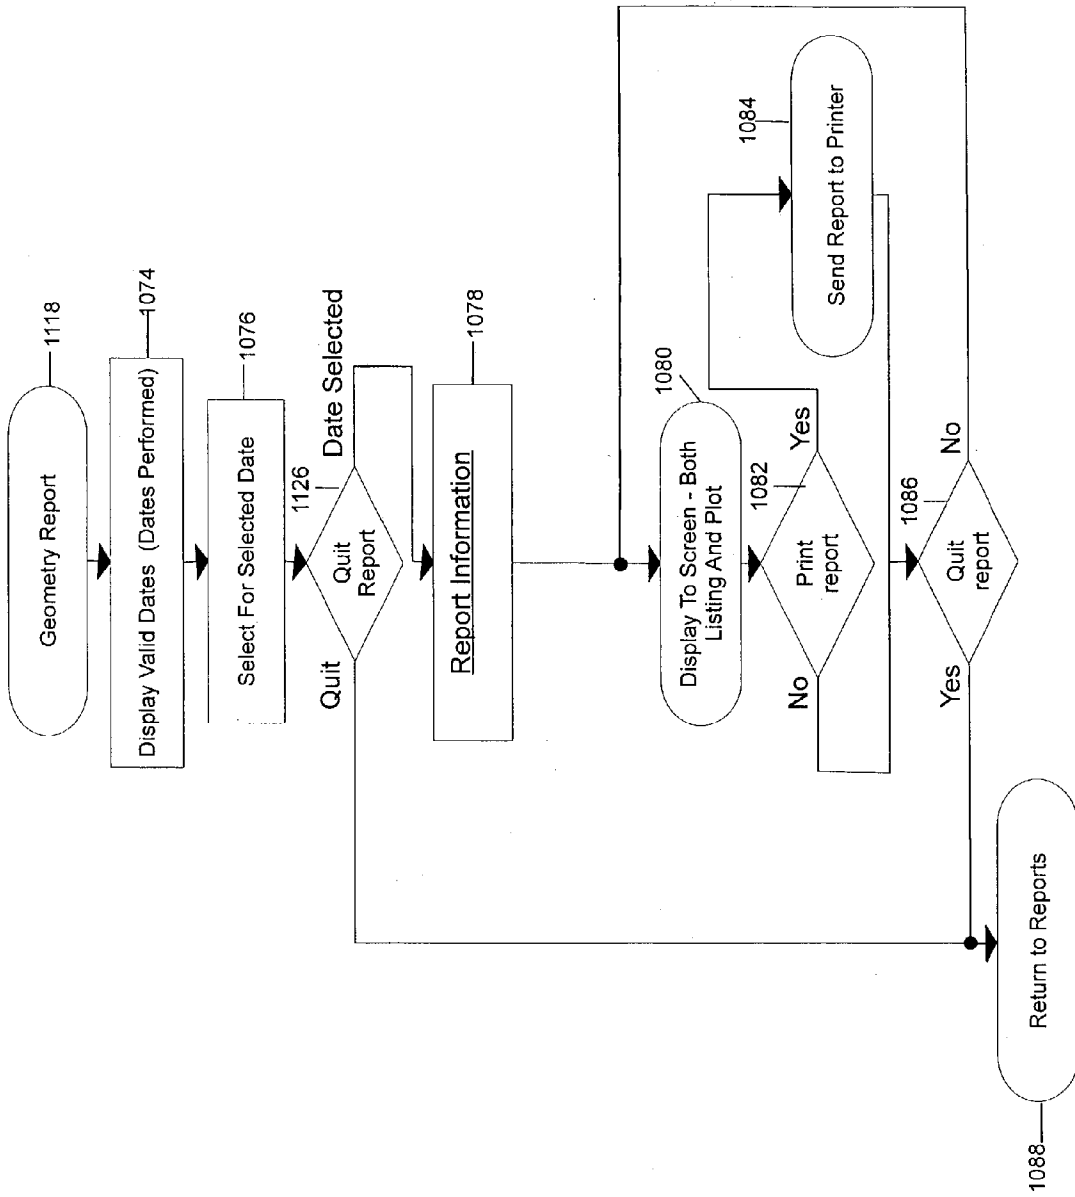 Geometry Report
1118
Display Valid Dates (Dates Performed)
1074
Select For Selected Date
1076
1126
Quit
Quit
Report
Date Selected
Report Information
1078
Display To Screen - Both
Listing And Plot
1080
1082
No
Print
report
Yes
Send Report to Printer
1084
1086
Yes
Quit
report
No
Return to Reports
1088